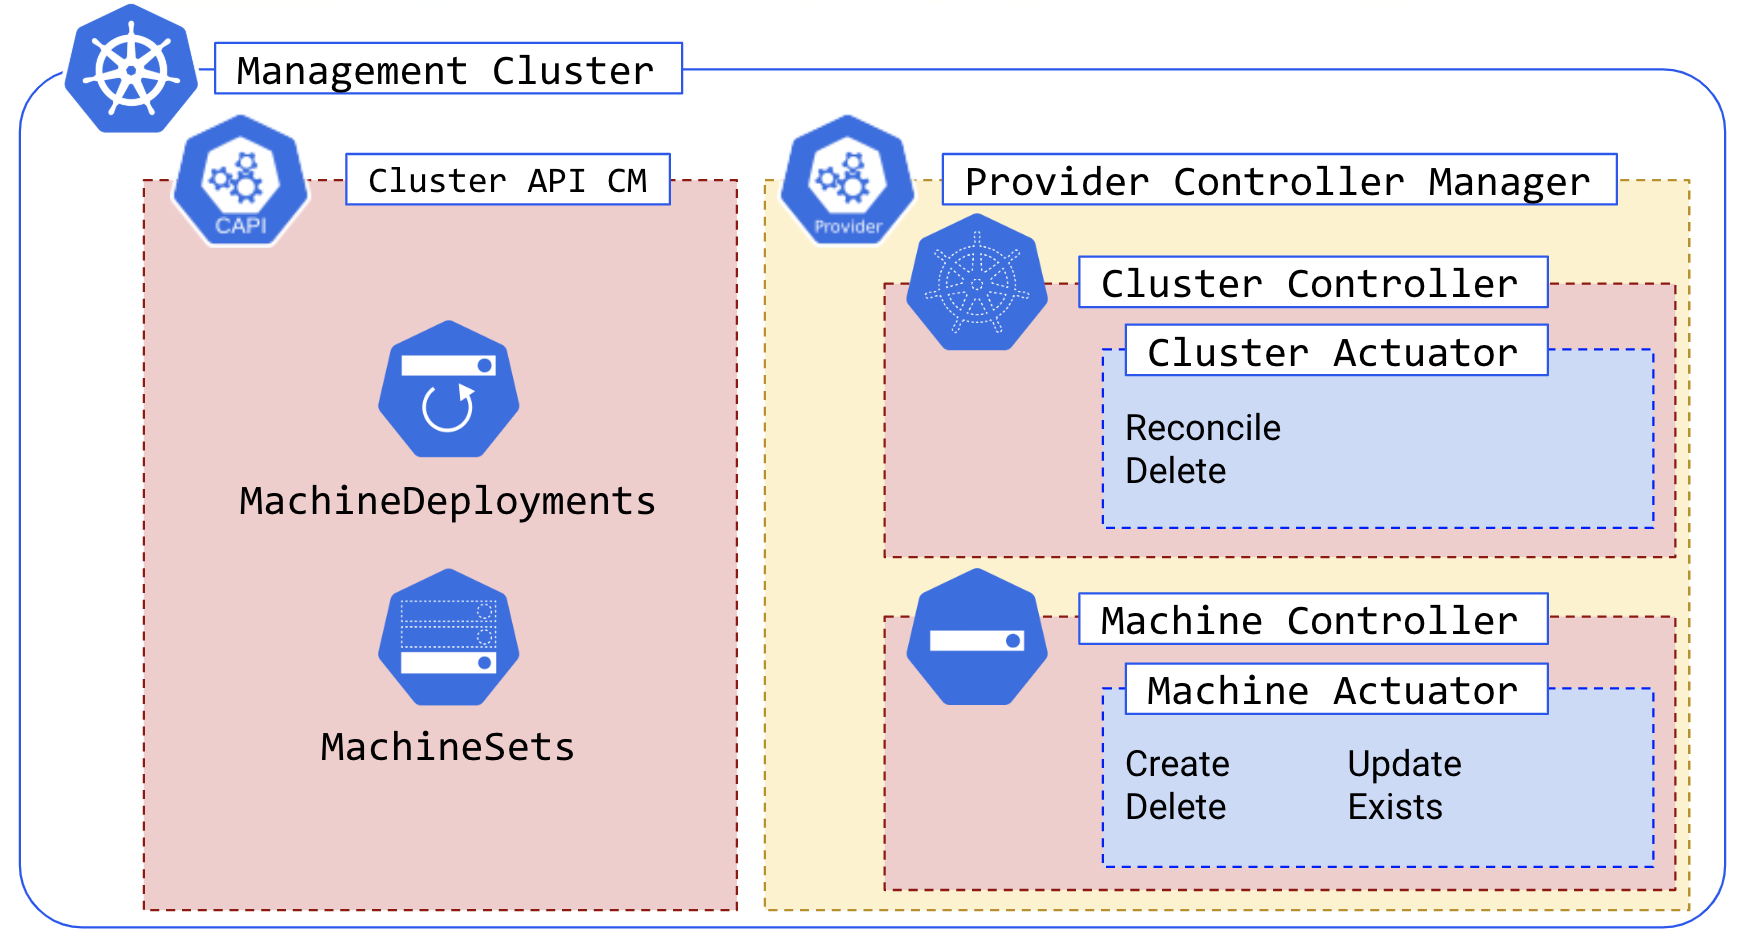 Management Cluster
Cluster API CM
CAPI
MachineDeployments
MachineSets
Provider Controller Manager
Provider
Cluster Controller
Cluster Actuator
Reconcile
Delete
Machine Controller
Machine Actuator
Create Update
Delete Exists